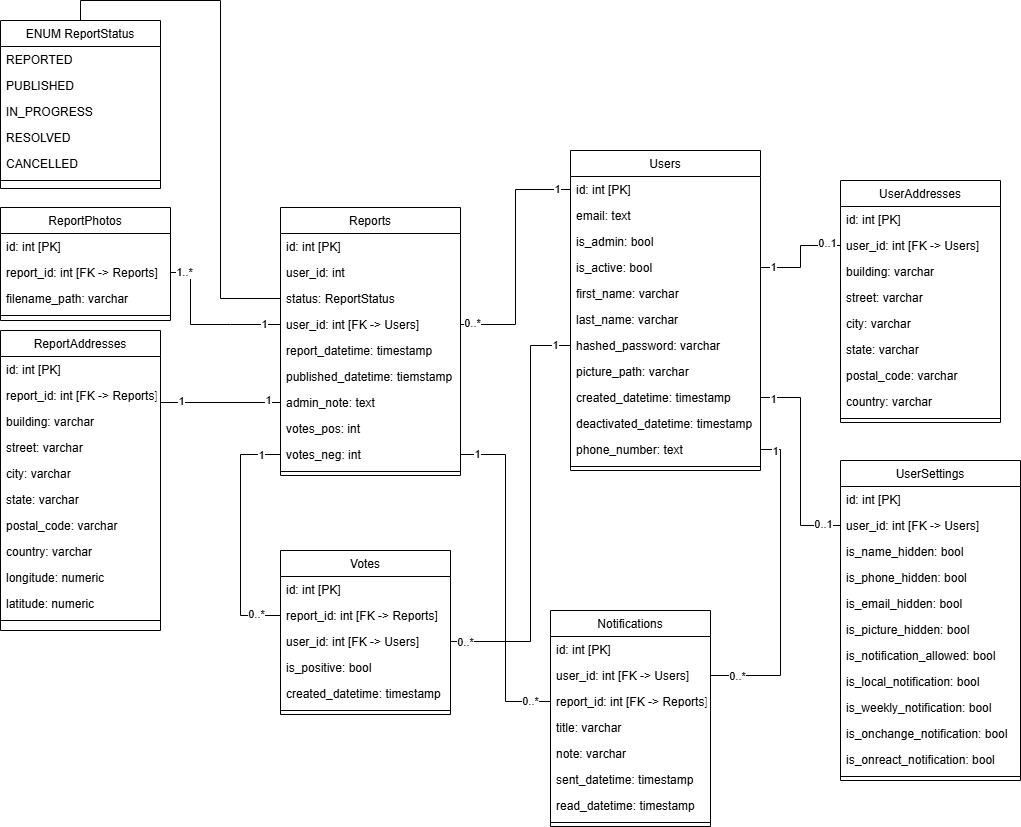 ENUM ReportStatus
REPORTED
PUBLISHED
IN_PROGRESS
RESOLVED
CANCELLED
ReportPhotos
id: int [PK]
report_id: int [FK -> Reports]
filename_path: varchar
1..*
1
ReportAddresses
id: int [PK]
report_id: int [FK -> Reports]
building: varchar
street: varchar
city: varchar
state: varchar
postal_code: varchar
country: varchar
longitude: numeric
latitude: numeric
1
1
Reports
id: int [PK]
user_id: int
status: ReportStatus
user_id: int [FK -> Users]
report_datetime: timestamp
published_datetime: tiemstamp
admin_note: text
votes_pos: int
votes_neg: int
0..*
1
1
1
0..*
Votes
id: int [PK]
report_id: int [FK -> Reports]
user_id: int [FK -> Users]
is_positive: bool
created_datetime: timestamp
0..*
1
Users
id: int [PK]
email: text
is_admin: bool
is_active: bool
first_name: varchar
last_name: varchar
hashed_password: varchar
picture_path: varchar
created_datetime: timestamp
deactivated_datetime: timestamp
phone_number: text
1
0..1
1
0..1
1
0..*
0..*
Notifications
id: int [PK]
user_id: int [FK -> Users]
report_id: int [FK -> Reports]
title: varchar
note: varchar
sent_datetime: timestamp
read_datetime: timestamp
UserAddresses
id: int [PK]
user_id: int [FK -> Users]
building: varchar
street: varchar
city: varchar
state: varchar
postal_code: varchar
country: varchar
UserSettings
id: int [PK]
user_id: int [FK -> Users]
is_name_hidden: bool
is_phone_hidden: bool
is_email_hidden: bool
is_picture_hidden: bool
is_notification_allowed: bool
is_local_notification: bool
is_weekly_notification: bool
is_onchange_notification: bool
is_onreact_notification: bool